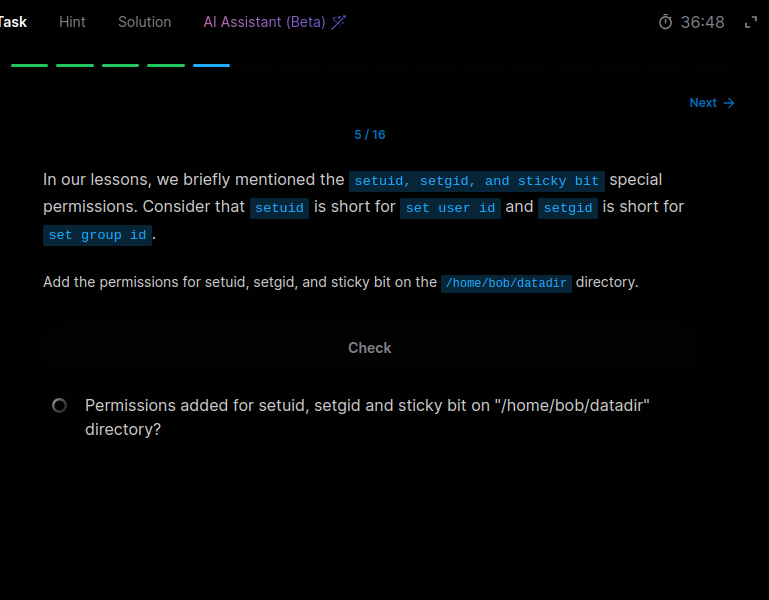 Task Hint Solution AI Assistant (Beta) 36:48
Next →
5 / 16
In our lessons, we briefly mentioned the setuid, setgid, and sticky bit special
permissions. Consider that setuid is short for set user id and setgid is short for
set group id.
Add the permissions for setuid, setgid, and sticky bit on the /home/bob/datadir directory.
Check
Permissions added for setuid, setgid and sticky bit on "/home/bob/datadir"
directory?